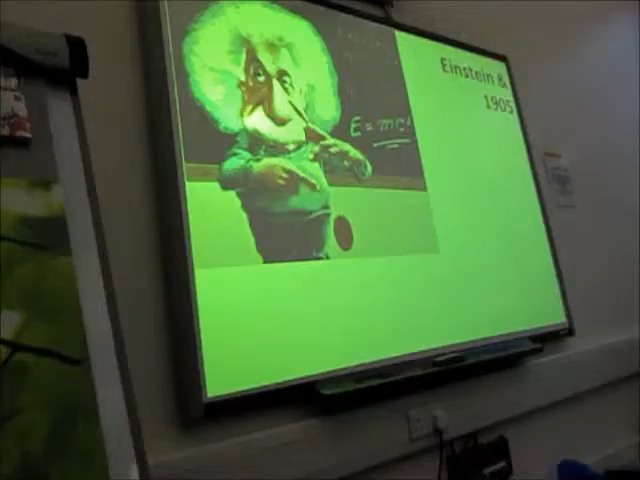 Einstein &
1905
E = mc²